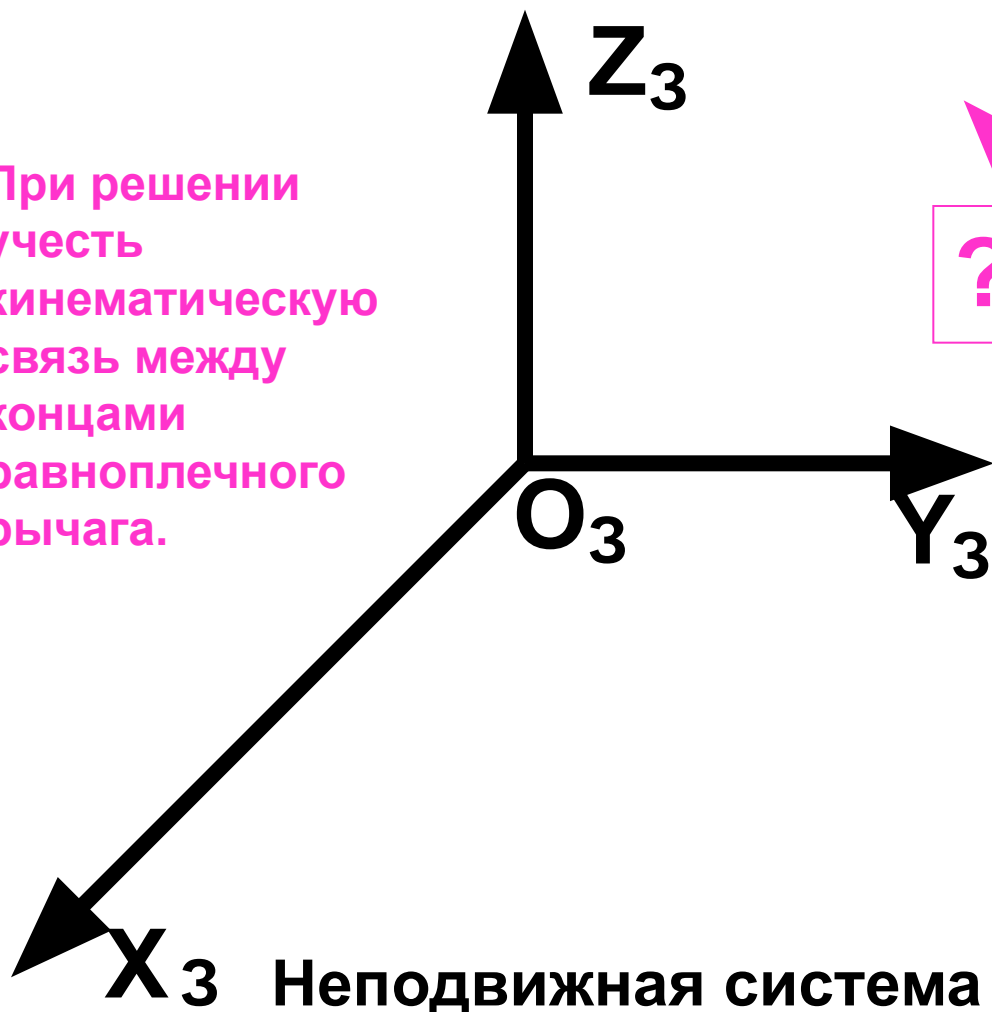 Z3
При решении
учесть
?
кинематическую
связь между
концами
равноплечного
O3
Y3
рычага.
X3
Неподвижная система